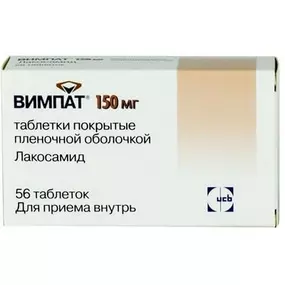 ВИМПАТ® 150 мг
таблетки покрытые
пленочной оболочкой
Лакосамид
56 таблеток
Для приема внутрь
ucb